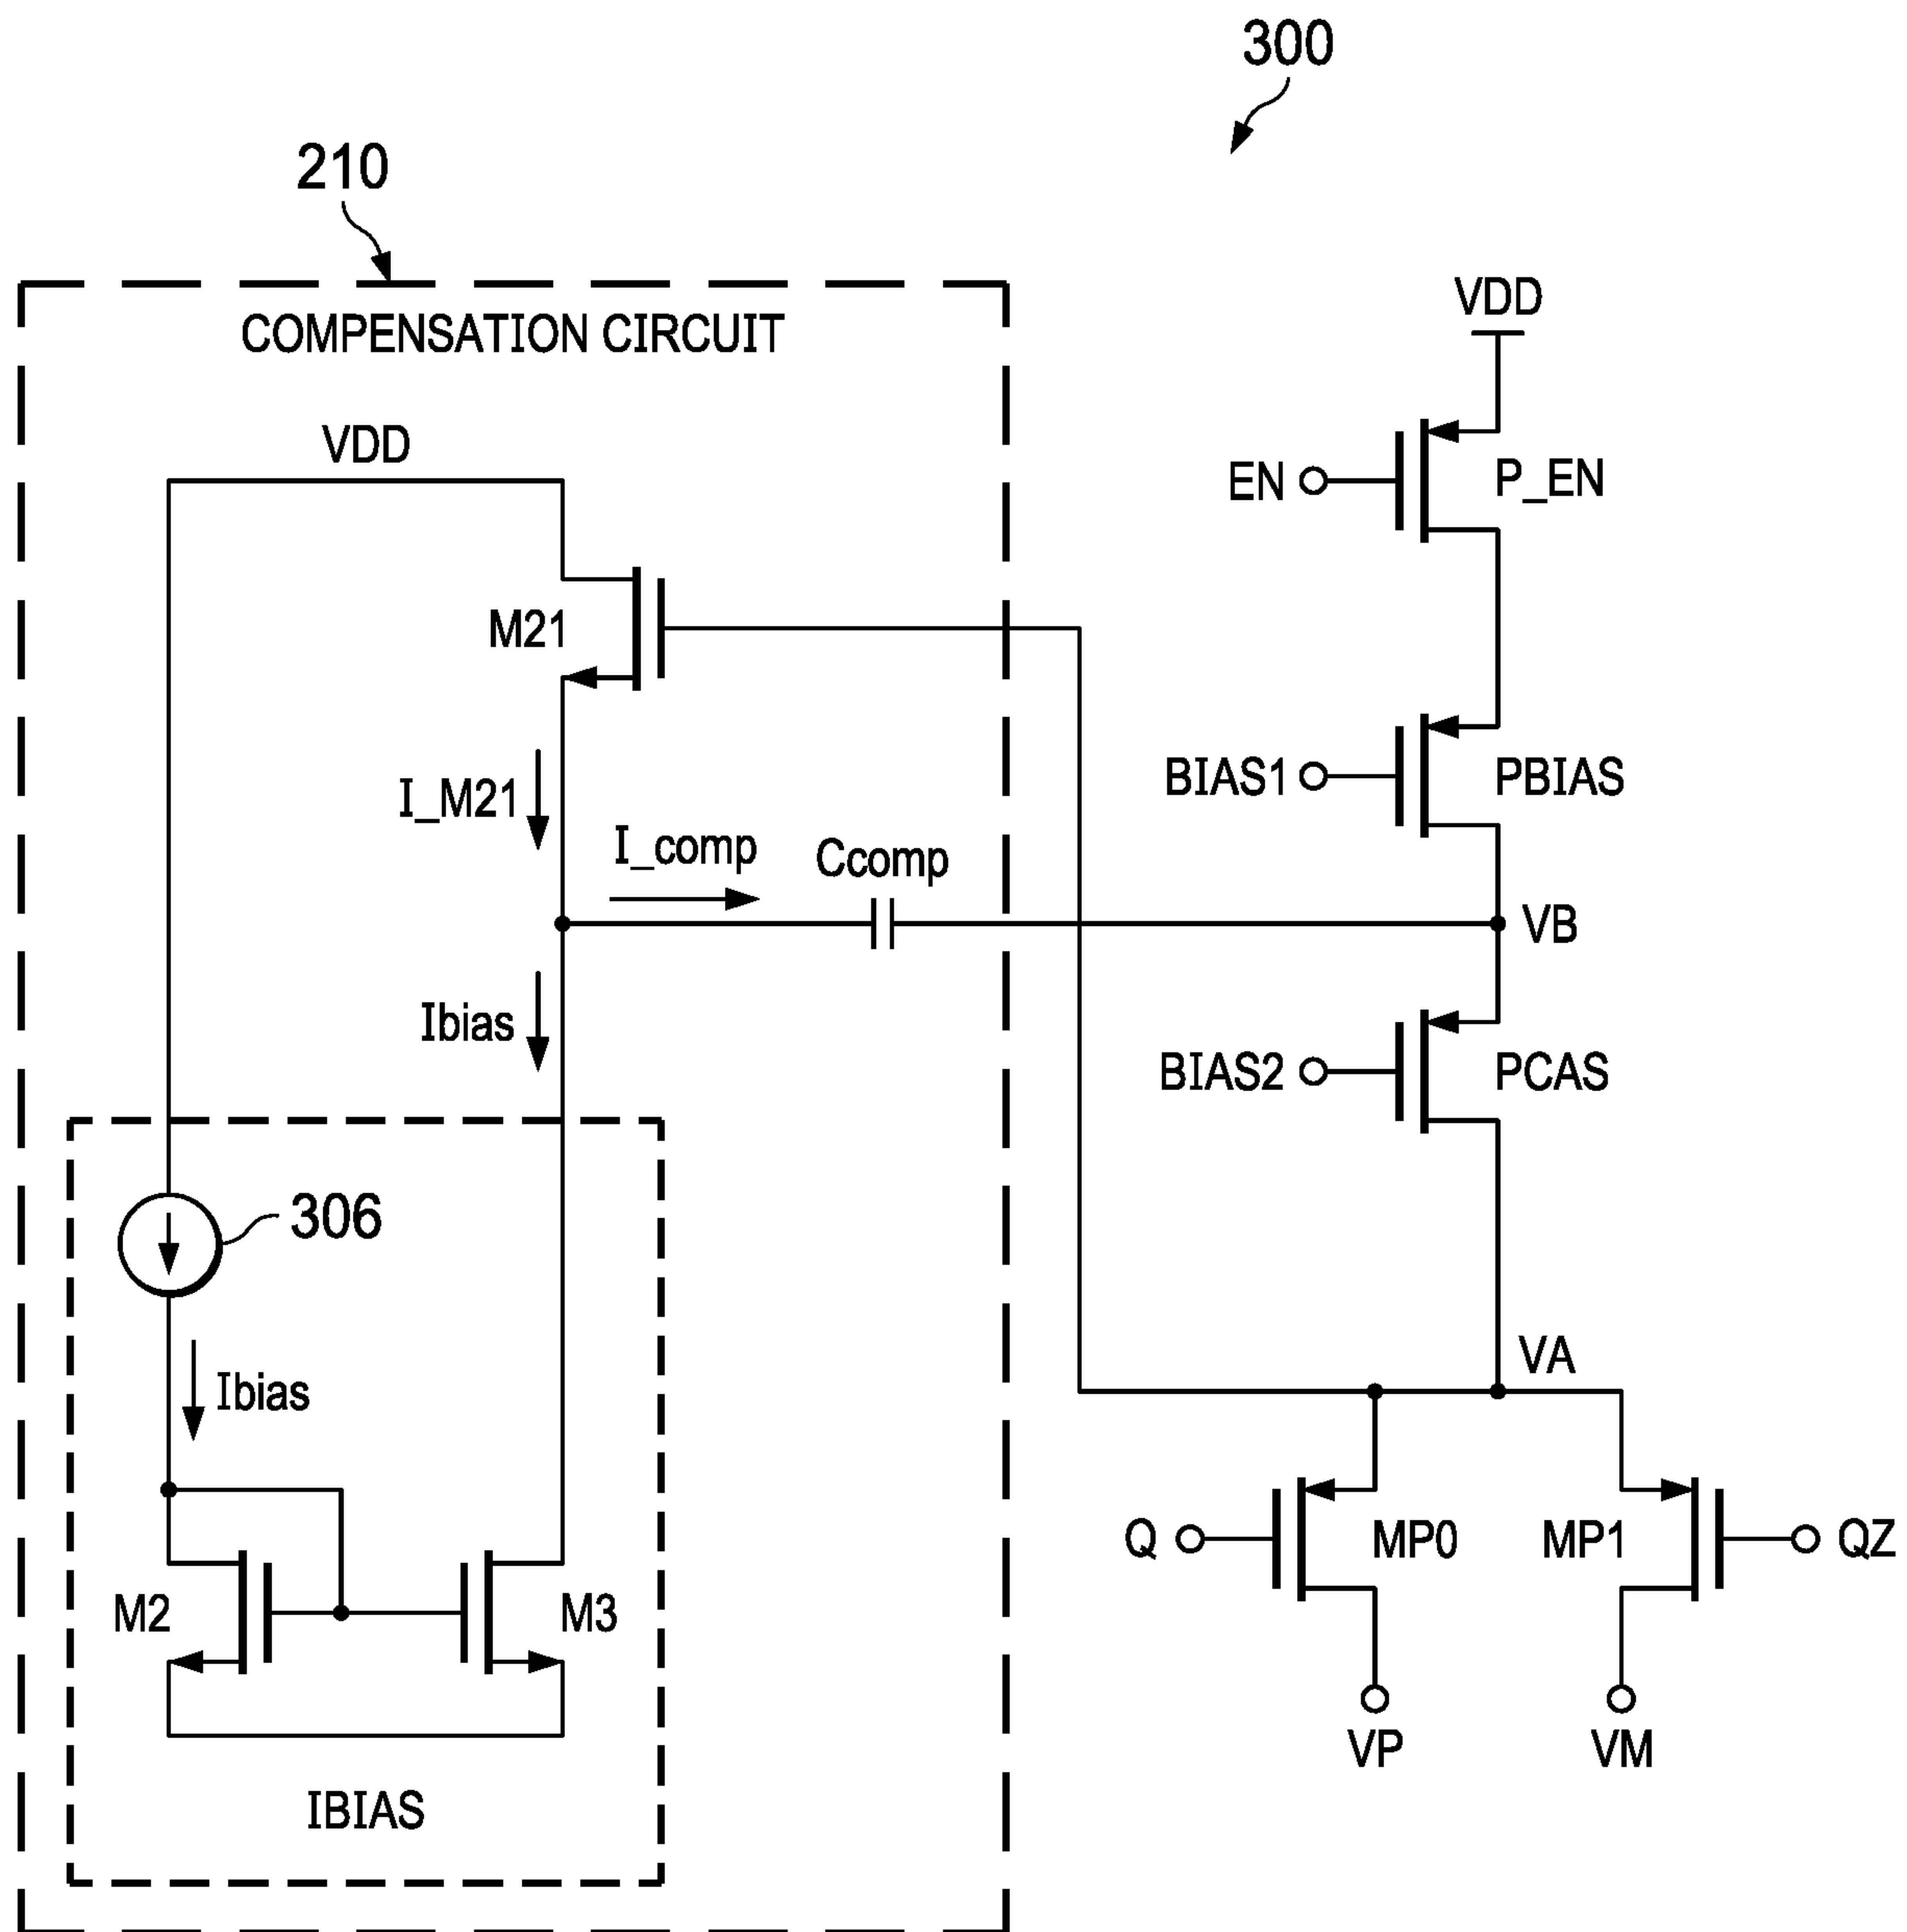 300
210
COMPENSATION CIRCUIT
VDD
VDD
EN
P_EN
M21
I_M21
BIAS1
PBIAS
I_comp
Ccomp
VB
Ibias
BIAS2
PCAS
306
VA
Ibias
Q
MP0
MP1
QZ
M2
M3
VP
VM
IBIAS